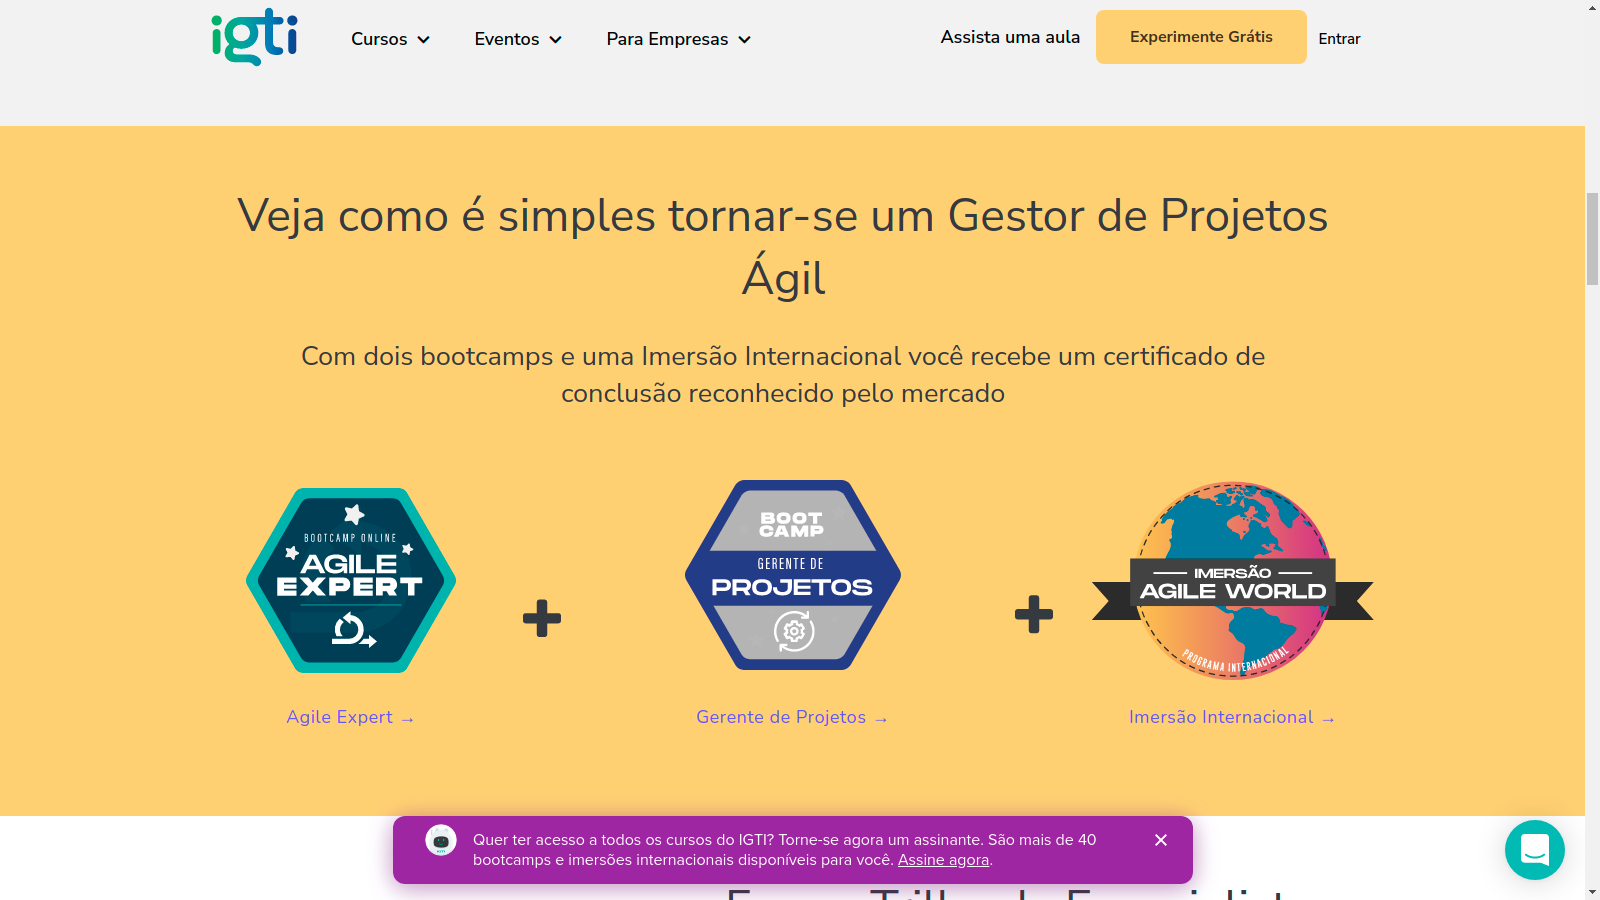 igti
Cursos
Eventos
Para Empresas
Assista uma aula
Experimente Grátis
Entrar
Veja como é simples tornar-se um Gestor de Projetos
Ágil
Com dois bootcamps e uma Imersão Internacional você recebe um certificado de
conclusão reconhecido pelo mercado
BOOTCAMP ONLINE
AGILE
EXPERT
BOOT
CAMP
GERENTE DE
PROJETOS
IMERSÃO
AGILE WORLD
PROGRAMA INTERNACIONAL
Agile Expert →
Gerente de Projetos →
Imersão Internacional →
Quer ter acesso a todos os cursos do IGTI? Torne-se agora um assinante. São mais de 40
bootcamps e imersões internacionais disponíveis para você. Assine agora.